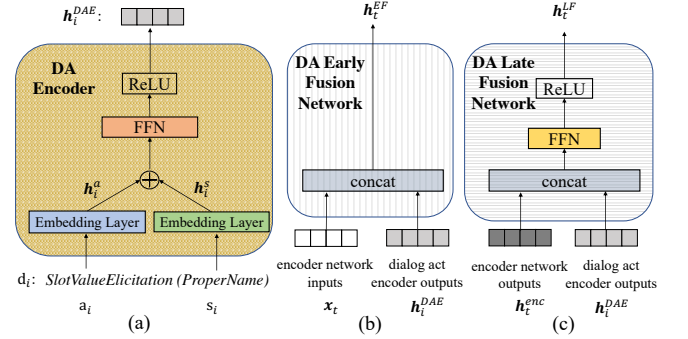 h_i^{DAE}:
DA
Encoder
ReLU
FFN
h_i^a
h_i^s
Embedding Layer
Embedding Layer
d_i: SlotValueElicitation (ProperName)
a_i
s_i
(a)
h_t^{EF}
DA Early
Fusion
Network
concat
encoder network
inputs
x_t
dialog act
encoder outputs
h_i^{DAE}
(b)
h_t^{LF}
DA Late
Fusion
Network
ReLU
FFN
concat
encoder network
outputs
h_t^{enc}
dialog act
encoder outputs
h_i^{DAE}
(c)